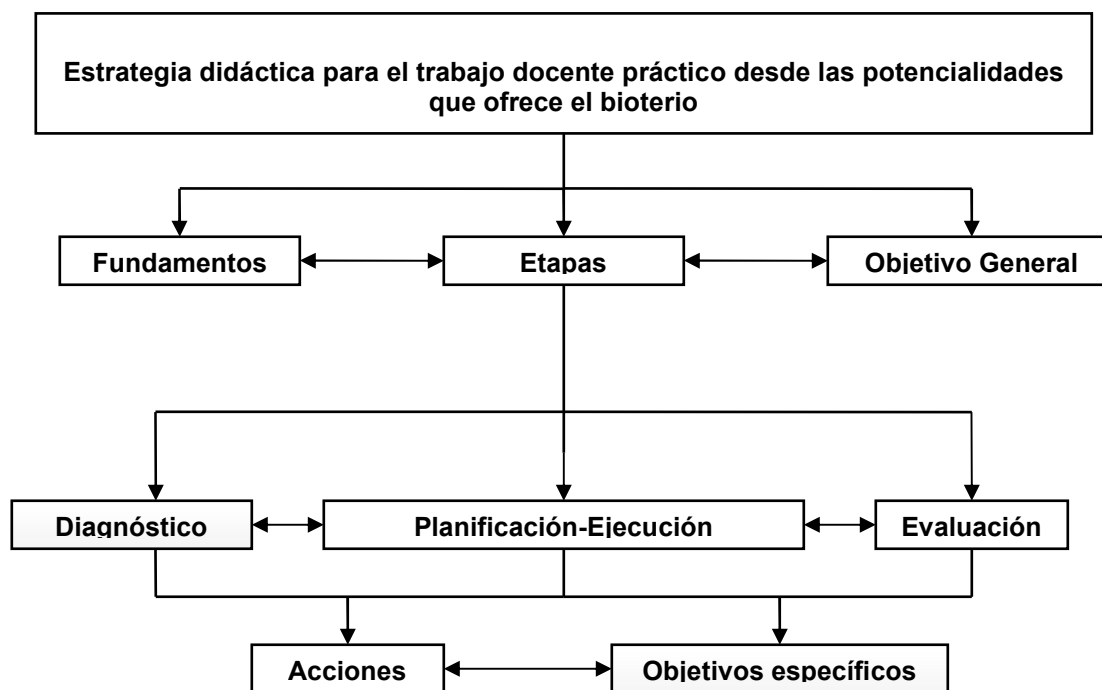 Estrategia didáctica para el trabajo docente práctico desde las potencialidades
que ofrece el bioterio
Fundamentos
Etapas
Objetivo General
Diagnóstico
Planificación-Ejecución
Evaluación
Acciones
Objetivos específicos